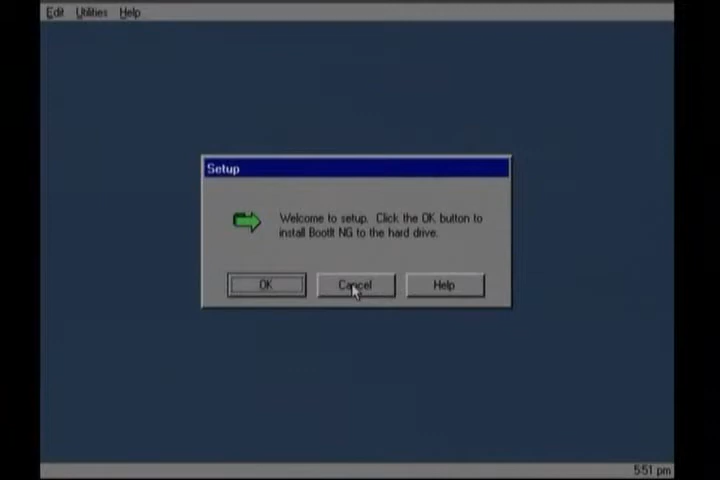 Edit Utilities Help
Setup
Welcome to setup. Click the OK button to
install BootIt NG to the hard drive.
OK Cancel Help
5:51 pm